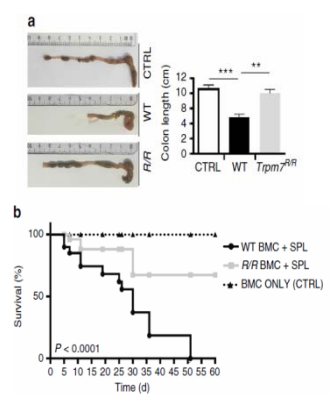 a
CTRL
WT
R/R
Colon length (cm)
12
10
8
6
4
2
0
***
**
CTRL WT Trpm7R/R
b
Survival (%)
100
50
0
P < 0.0001
0 5 10 15 20 25 30 35 40 45 50 55 60
Time (d)
WT BMC + SPL
R/R BMC + SPL
BMC ONLY (CTRL)